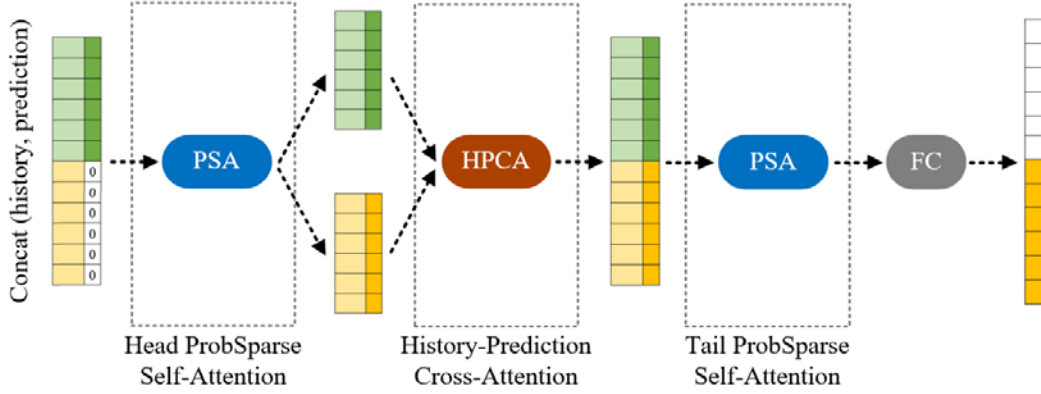 Concat (history, prediction)
0
0
0
0
0
0
PSA
HPCA
PSA
FC
Head ProbSparse
Self-Attention
History-Prediction
Cross-Attention
Tail ProbSparse
Self-Attention